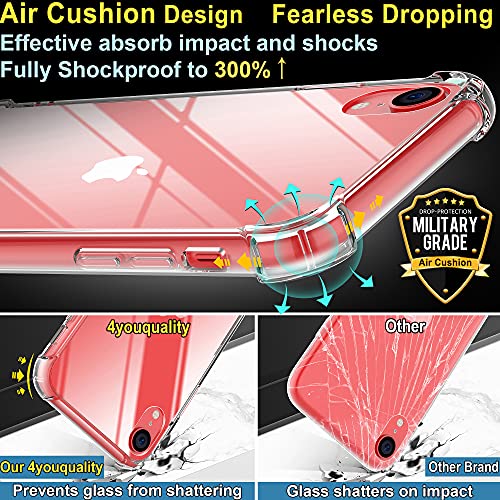 Air Cushion Design Fearless Dropping
Effective absorb impact and shocks
Fully Shockproof to 300% ↑
DROP-PROTECTION
MILITARY
GRADE
Air Cushion
4youquality
Other
Our 4youquality
Other Brand
Prevents glass from shattering
Glass shatters on impact